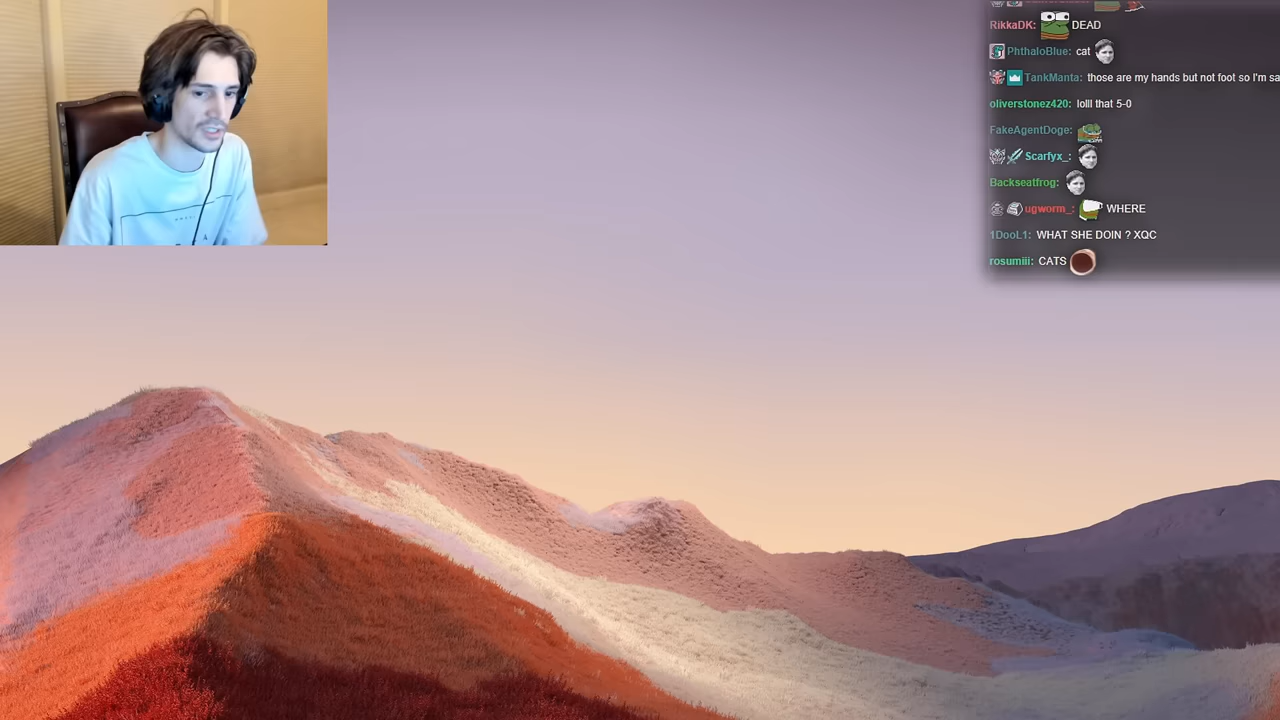 RikkaDK: DEAD
PhthaloBlue: cat
TankManta: those are my hands but not foot so I'm sa
oliverstonez420: lolll that 5-0
FakeAgentDoge:
Scarfyx_:
Backseatfrog:
ugworm_: WHERE
1DooL1: WHAT SHE DOIN ? XQC
rosumiii: CATS